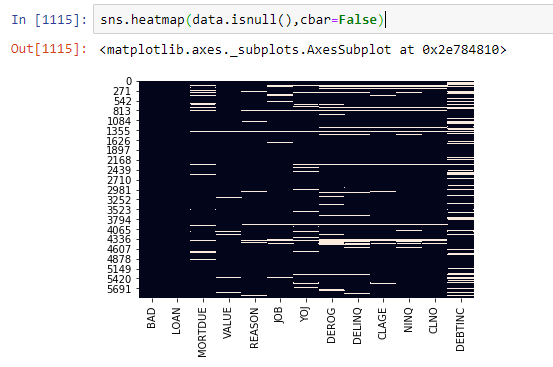 In [1115]: sns.heatmap(data.isnull(),cbar=False)
Out[1115]: <matplotlib.axes._subplots.AxesSubplot at 0x2e784810>
0
271
542
813
1084
1355
1626
1897
2168
2439
2710
2981
3252
3523
3794
4065
4336
4607
4878
5149
5420
5691
BAD
LOAN
MORTDUE
VALUE
REASON
JOB
YOJ
DEROG
DELINQ
CLAGE
NINQ
CLNO
DEBTINC